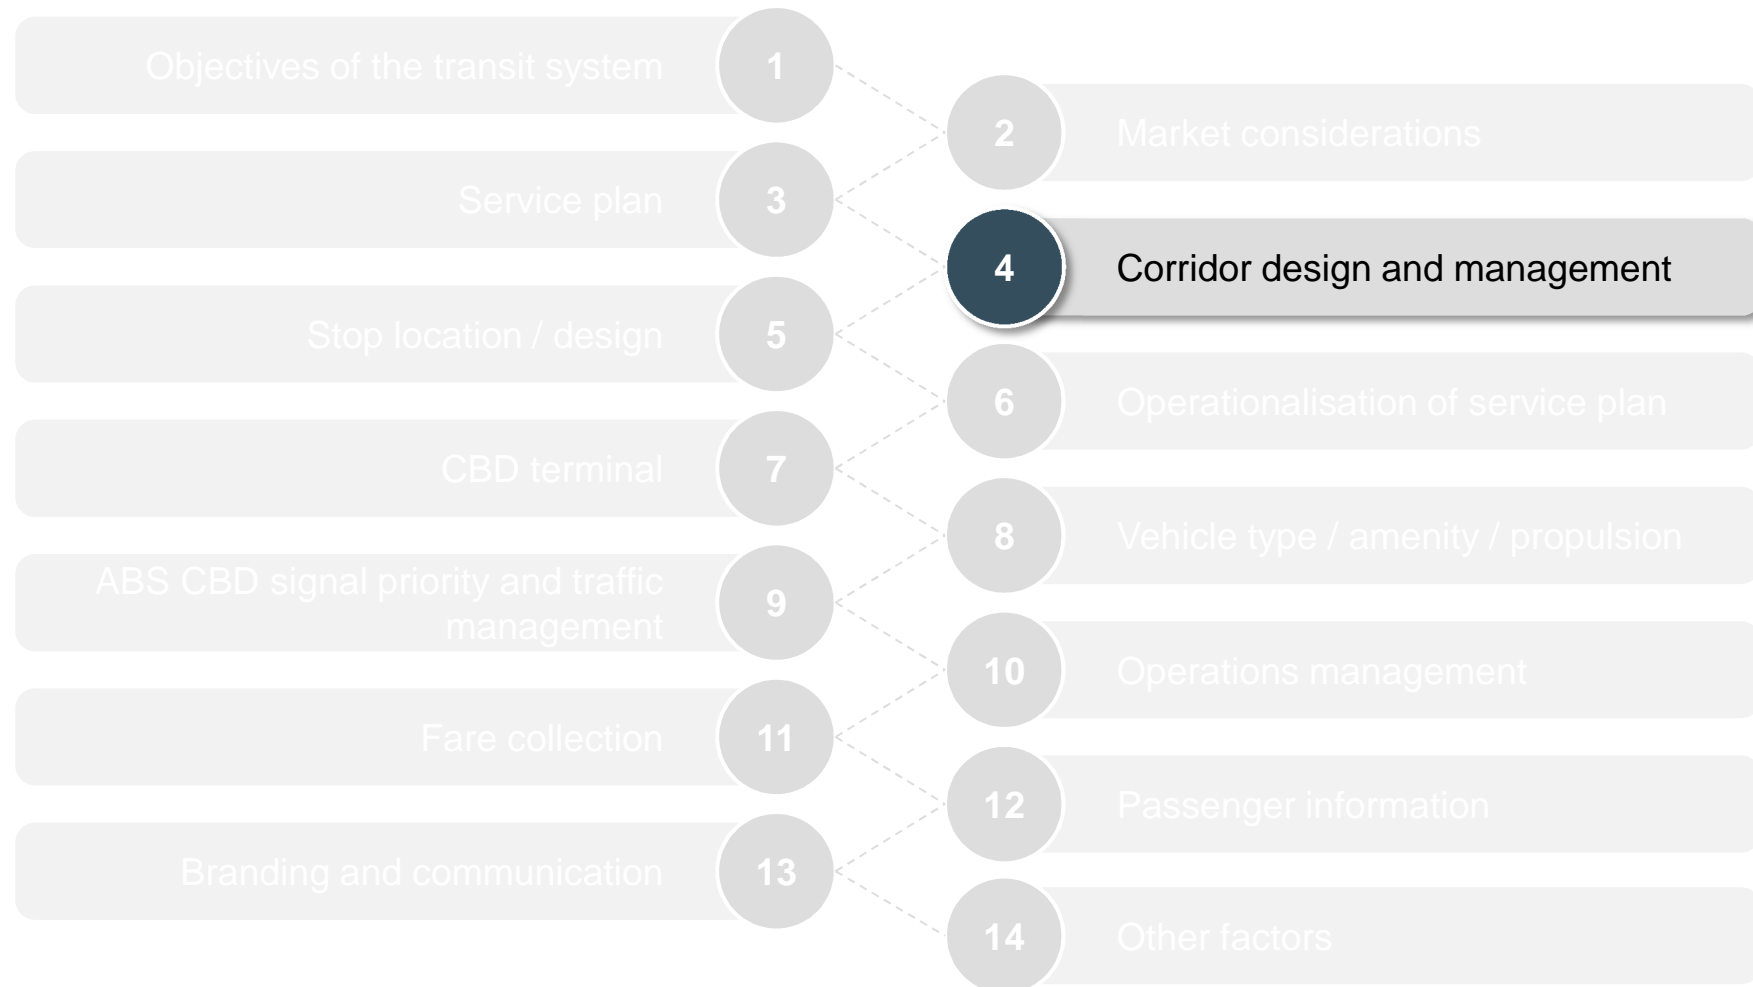 Objectives of the transit system
1
2
Market considerations
Service plan
3
4
Corridor design and management
Stop location / design
5
6
Operationalisation of service plan
CBD terminal
7
8
Vehicle type / amenity / propulsion
ABS CBD signal priority and traffic
management
9
10
Operations management
Fare collection
11
12
Passenger information
Branding and communication
13
14
Other factors